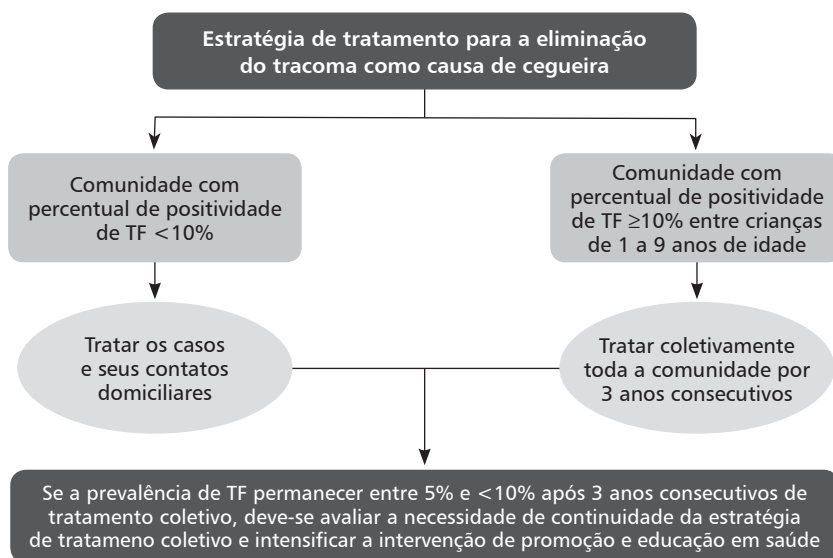 Estratégia de tratamento para a eliminação
do tracoma como causa de cegueira
Comunidade com
percentual de positividade
de TF <10%
Comunidade com
percentual de positividade
de TF ≥10% entre crianças
de 1 a 9 anos de idade
Tratar os casos
e seus contatos
domiciliares
Tratar coletivamente
toda a comunidade por
3 anos consecutivos
Se a prevalência de TF permanecer entre 5% e <10% após 3 anos consecutivos de
tratamento coletivo, deve-se avaliar a necessidade de continuidade da estratégia
de tratameno coletivo e intensificar a intervenção de promoção e educação em saúde